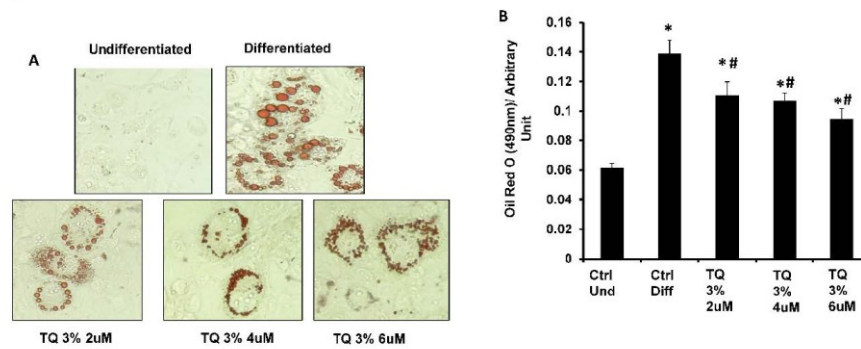 A
Undifferentiated
Differentiated
TQ 3% 2uM
TQ 3% 4uM
TQ 3% 6uM
B
Oil Red O (490nm)/ Arbitrary
Unit
0.16
0.14
0.12
0.1
0.08
0.06
0.04
0.02
0
*
*#
*#
*#
Ctrl
Und
Ctrl
Diff
TQ
3%
2uM
TQ
3%
4uM
TQ
3%
6uM